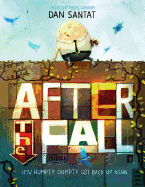 CALDECOTT MEDAL WINNER
DAN SANTAT
AFTER
The
FALL
HOW HUMPTY DUMPTY GOT BACK UP AGAIN